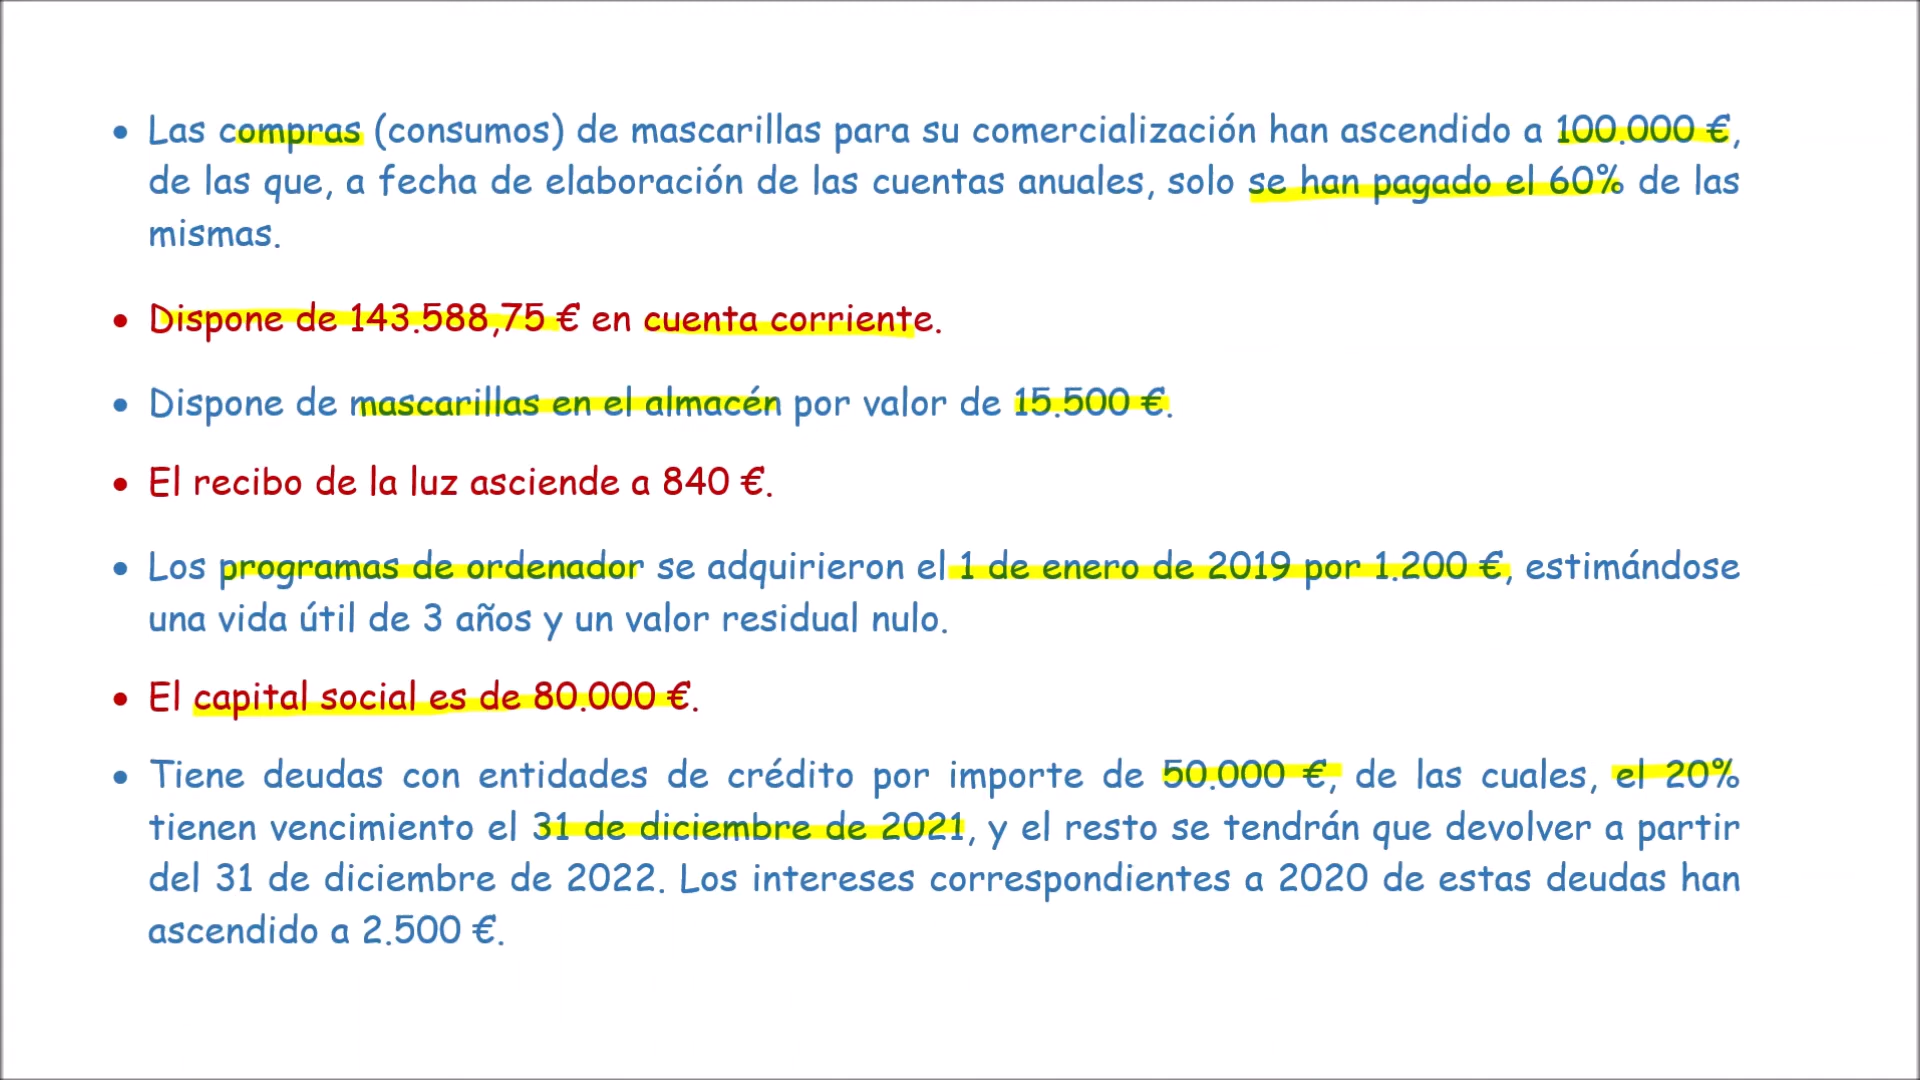 • Las compras (consumos) de mascarillas para su comercialización han ascendido a 100.000 €,
de las que, a fecha de elaboración de las cuentas anuales, solo se han pagado el 60% de las
mismas.
• Dispone de 143.588,75 € en cuenta corriente.
• Dispone de mascarillas en el almacén por valor de 15.500 €.
• El recibo de la luz asciende a 840 €.
• Los programas de ordenador se adquirieron el 1 de enero de 2019 por 1.200 €, estimándose
una vida útil de 3 años y un valor residual nulo.
• El capital social es de 80.000 €.
• Tiene deudas con entidades de crédito por importe de 50.000 €, de las cuales, el 20%
tienen vencimiento el 31 de diciembre de 2021, y el resto se tendrán que devolver a partir
del 31 de diciembre de 2022. Los intereses correspondientes a 2020 de estas deudas han
ascendido a 2.500 €.